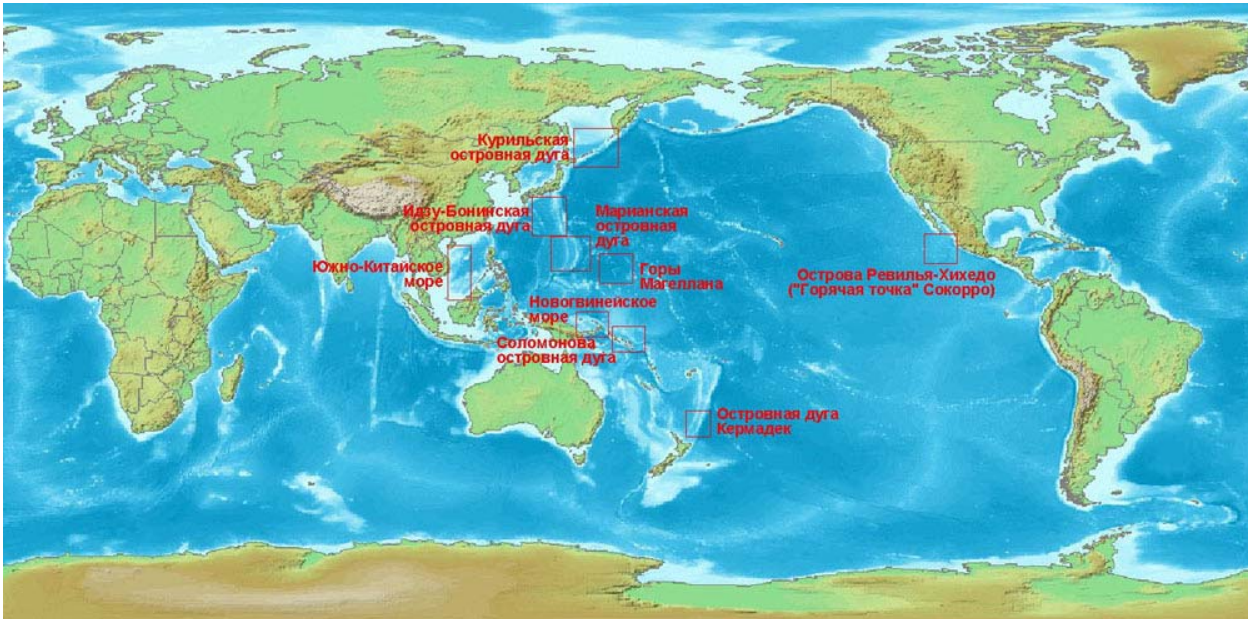 Курильская
островная дуга
Идзу-Бонинская
островная дуга
Марианская
островная
дуга
Южно-Китайское
море
Горы
Магеллана
Острова Ревилья-Хихедо
("Горячая точка" Сокорро)
Новогвинейское
море
Соломонова
островная дуга
Островная дуга
Кермадек